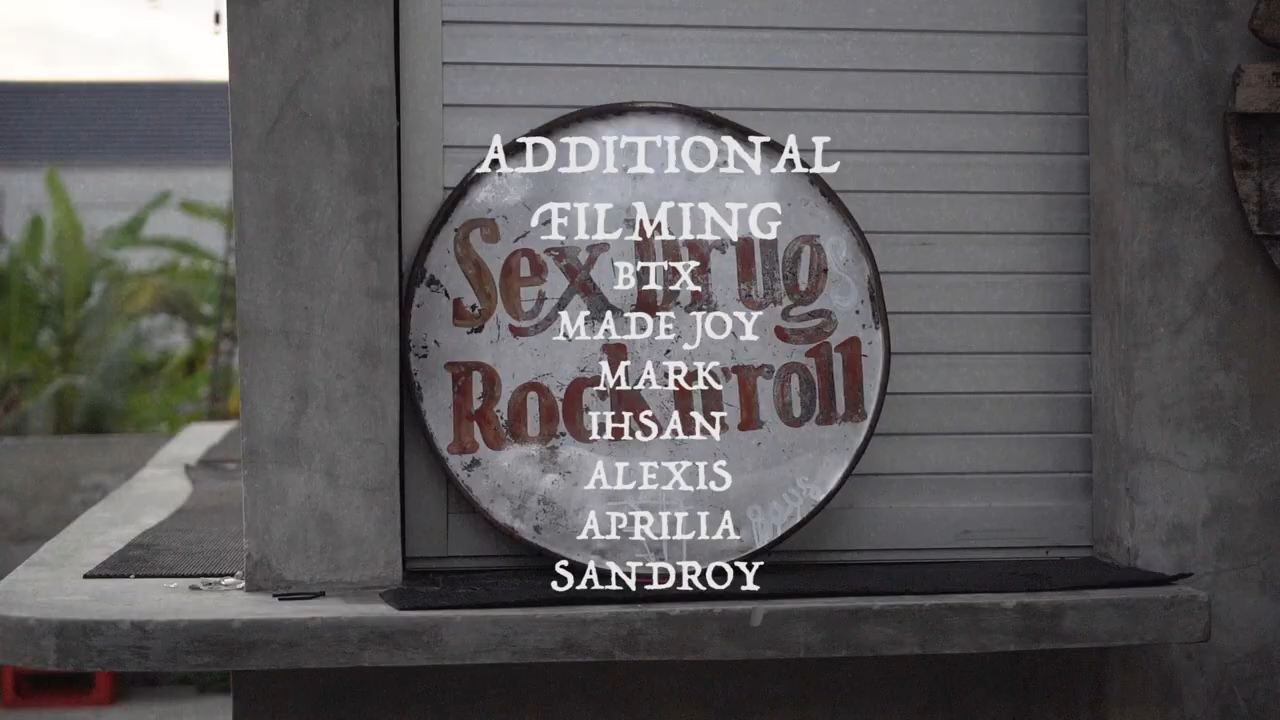 ADDITIONAL
FILMING
BTX
MADE JOY
MARK
IHSAN
ALEXIS
APRILIA
SANDROY
Sex Drug
Rock n roll